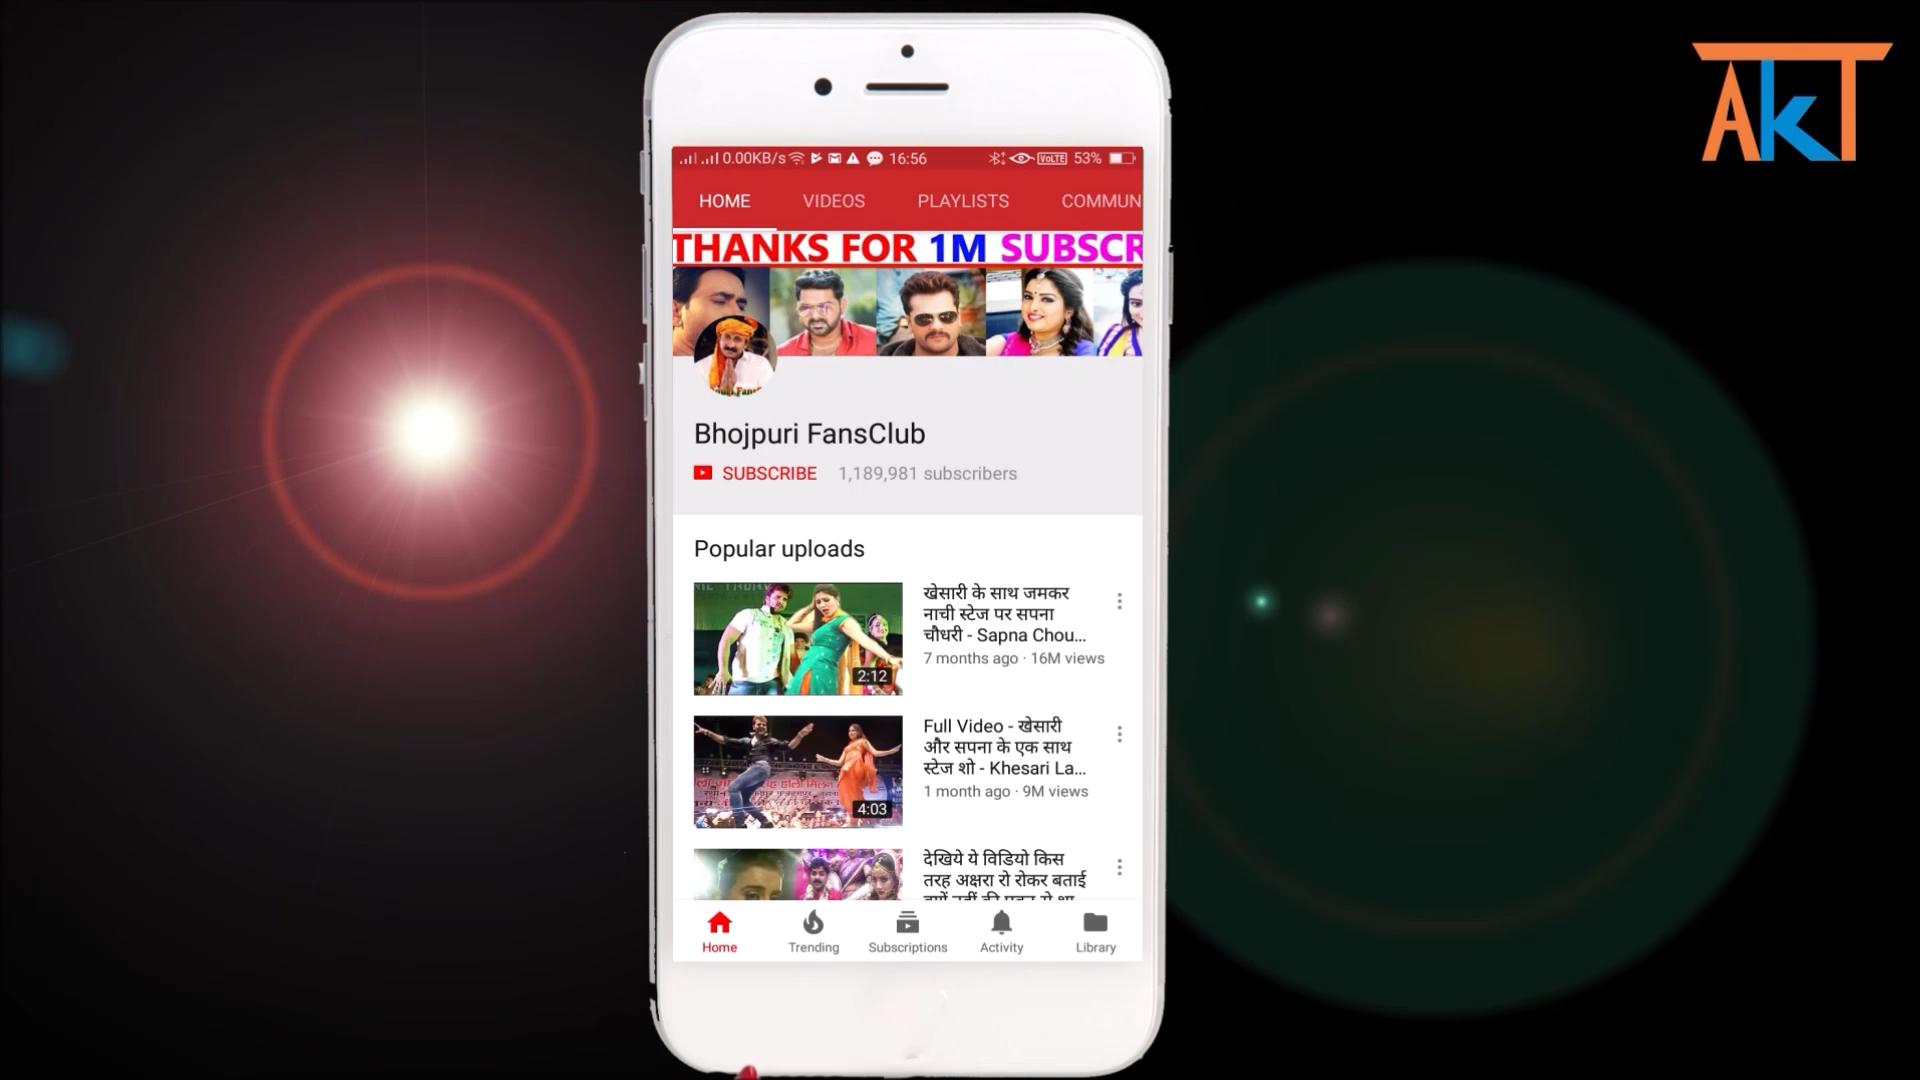 AKT
0.00KB/s 16:56 VoLTE 53%
HOME VIDEOS PLAYLISTS COMMUN
THANKS FOR 1M SUBSCR
Bhojpuri FansClub
SUBSCRIBE 1,189,981 subscribers
Popular uploads
खेसारी के साथ जमकर
नाची स्टेज पर सपना
चौधरी - Sapna Chou...
7 months ago · 16M views
2:12
Full Video - खेसारी
और सपना के एक साथ
स्टेज शो - Khesari La...
1 month ago · 9M views
4:03
देखिये ये विडियो किस
तरह अक्षरा रो रोकर बताई
Home Trending Subscriptions Activity Library